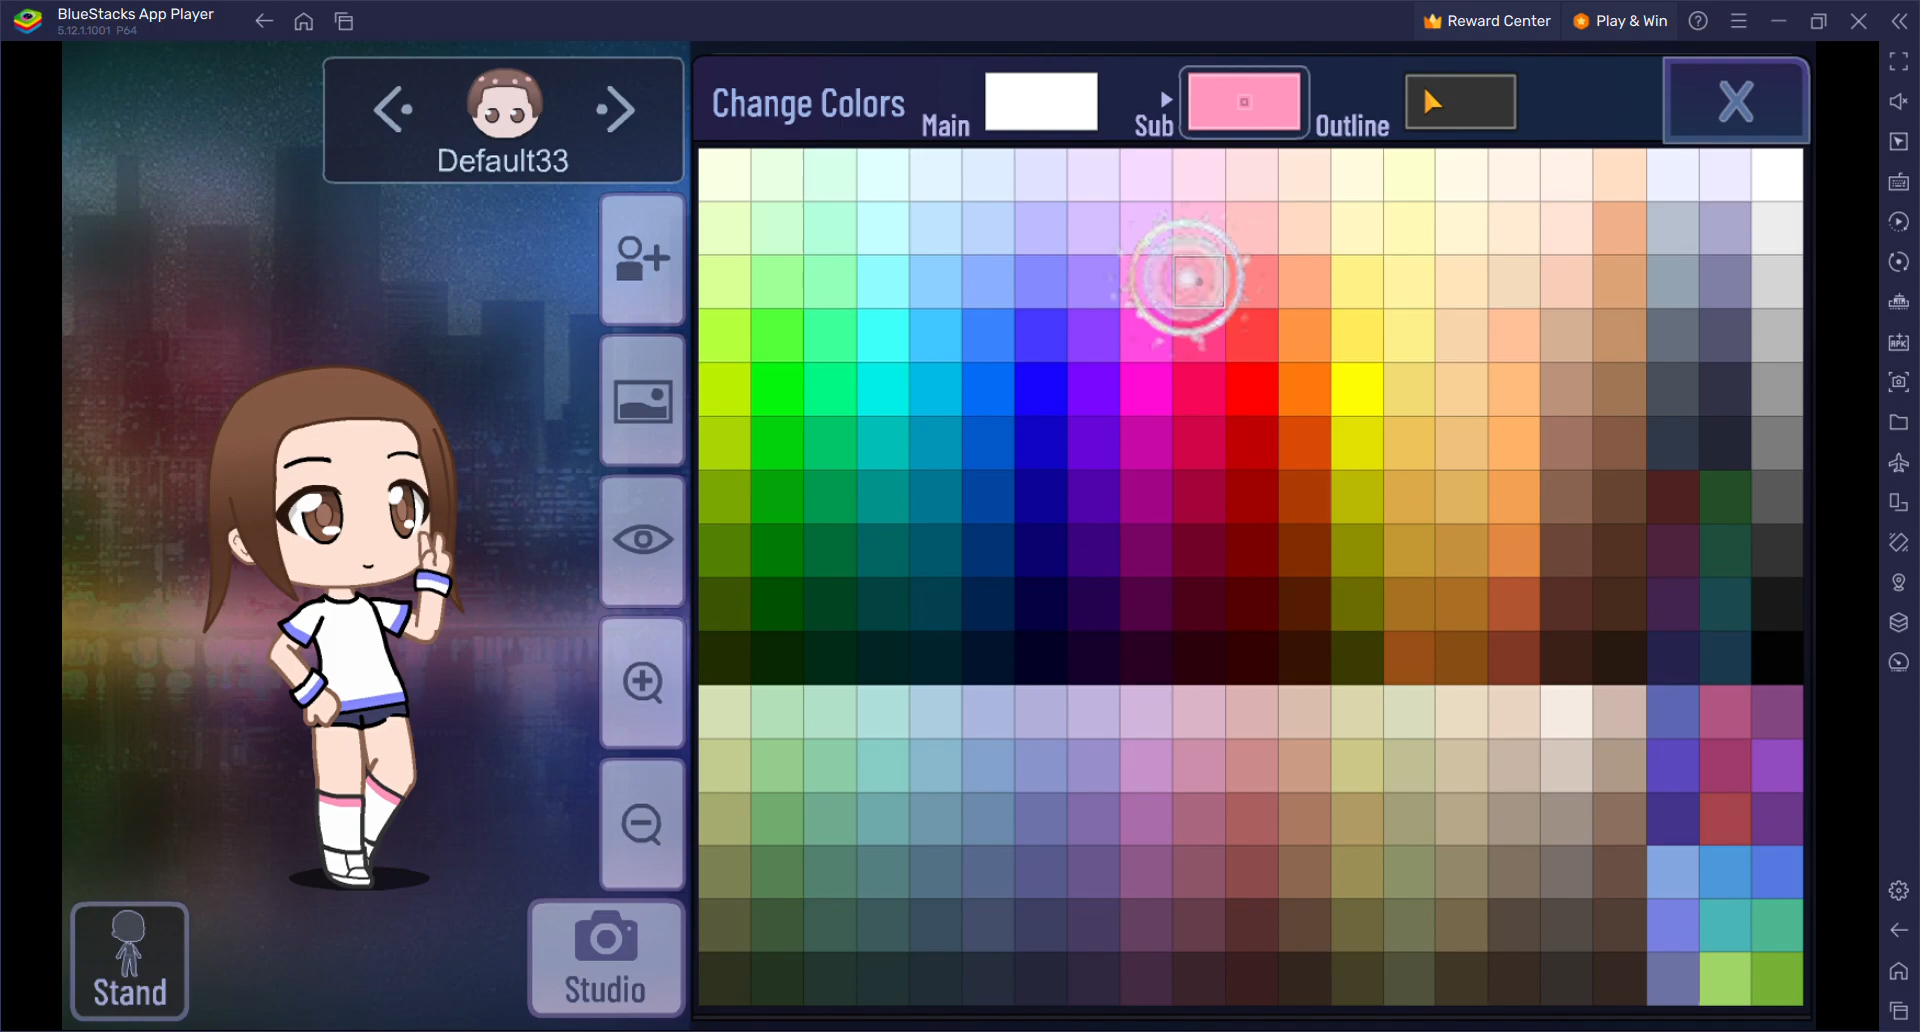 BlueStacks App Player
5.12.1.1001 P64
Reward Center
Play & Win
Default33
Change Colors
Main
Sub
Outline
X
Stand
Studio